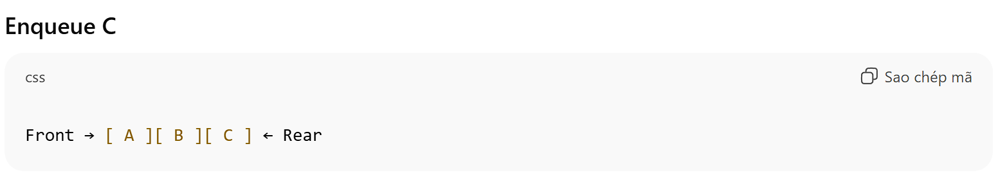 Enqueue C
css
Sao chép mã
Front → [ A ][ B ][ C ] ← Rear